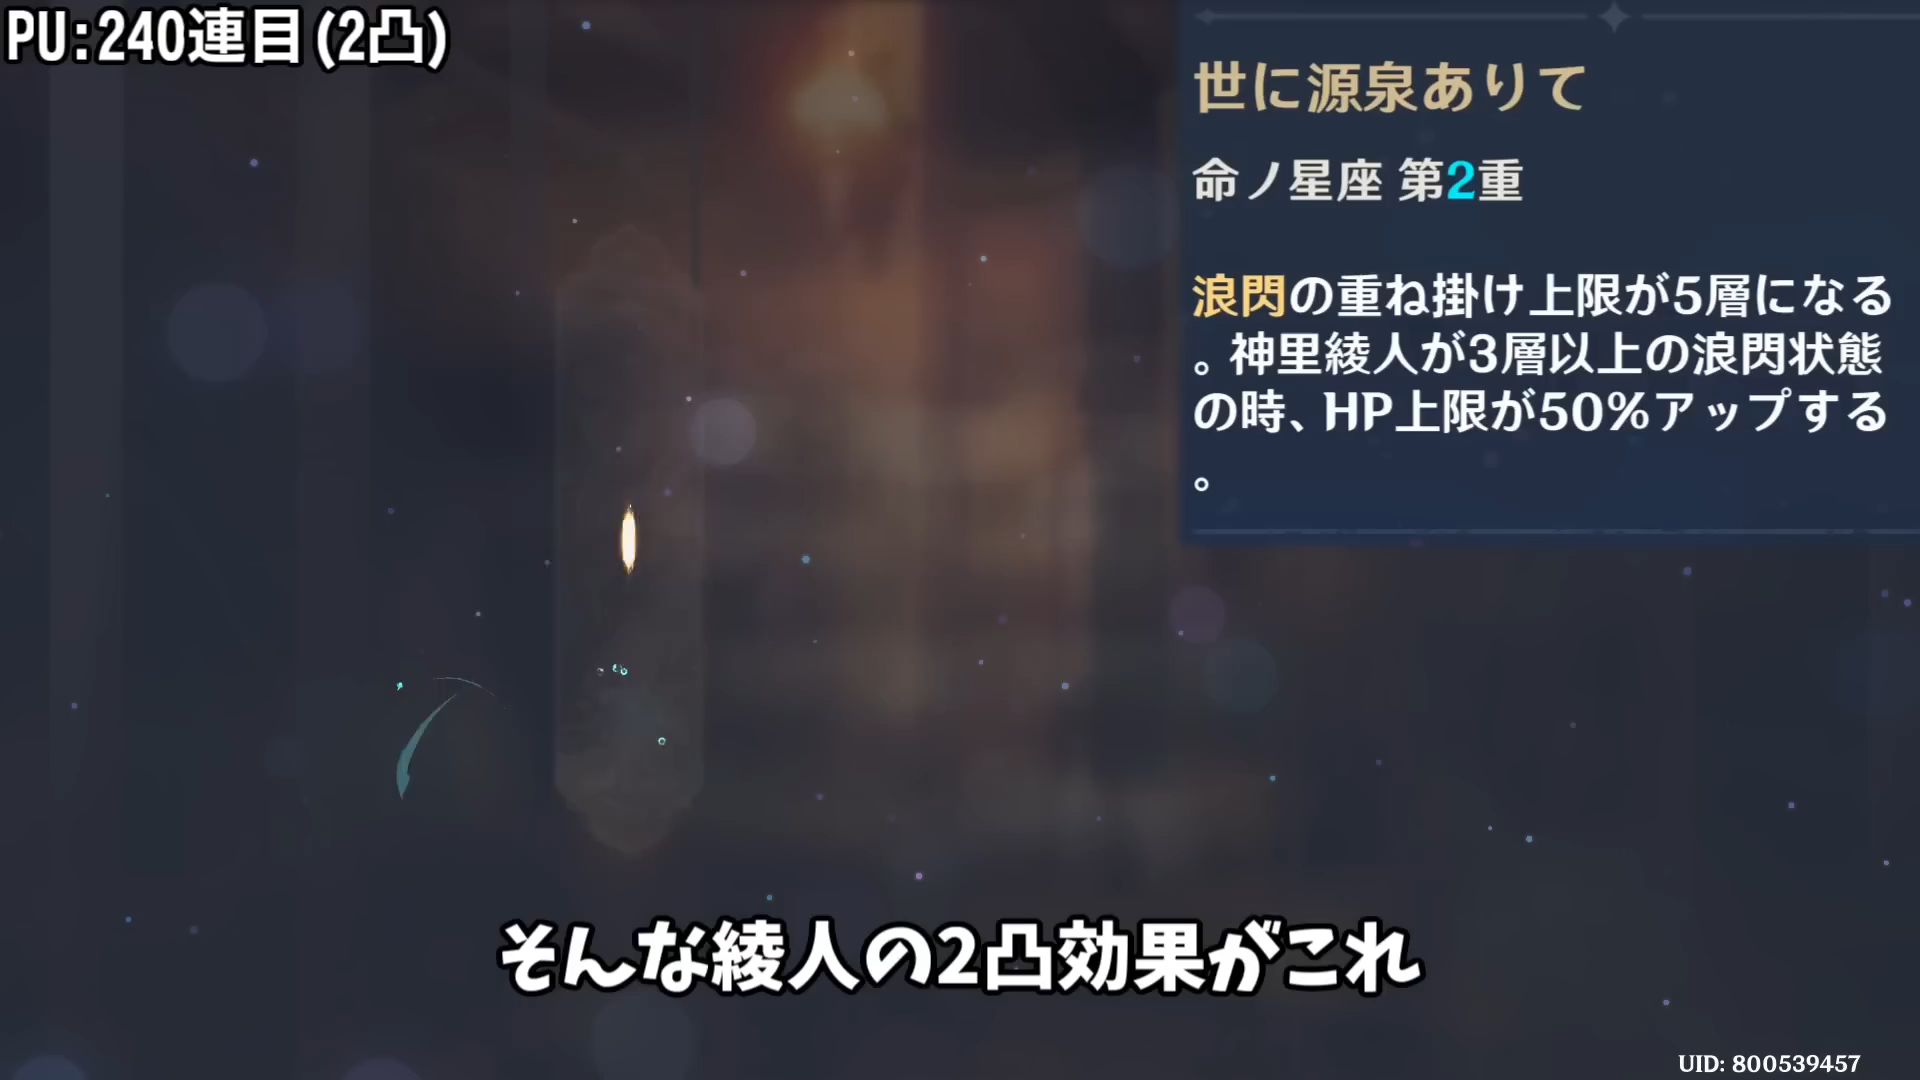 PU:240連目(2凸)
世に源泉ありて
命ノ星座 第2重
浪閃の重ね掛け上限が5層になる
。神里綾人が3層以上の浪閃状態
の時、HP上限が50%アップする
。
そんな綾人の2凸効果がこれ
UID: 800539457